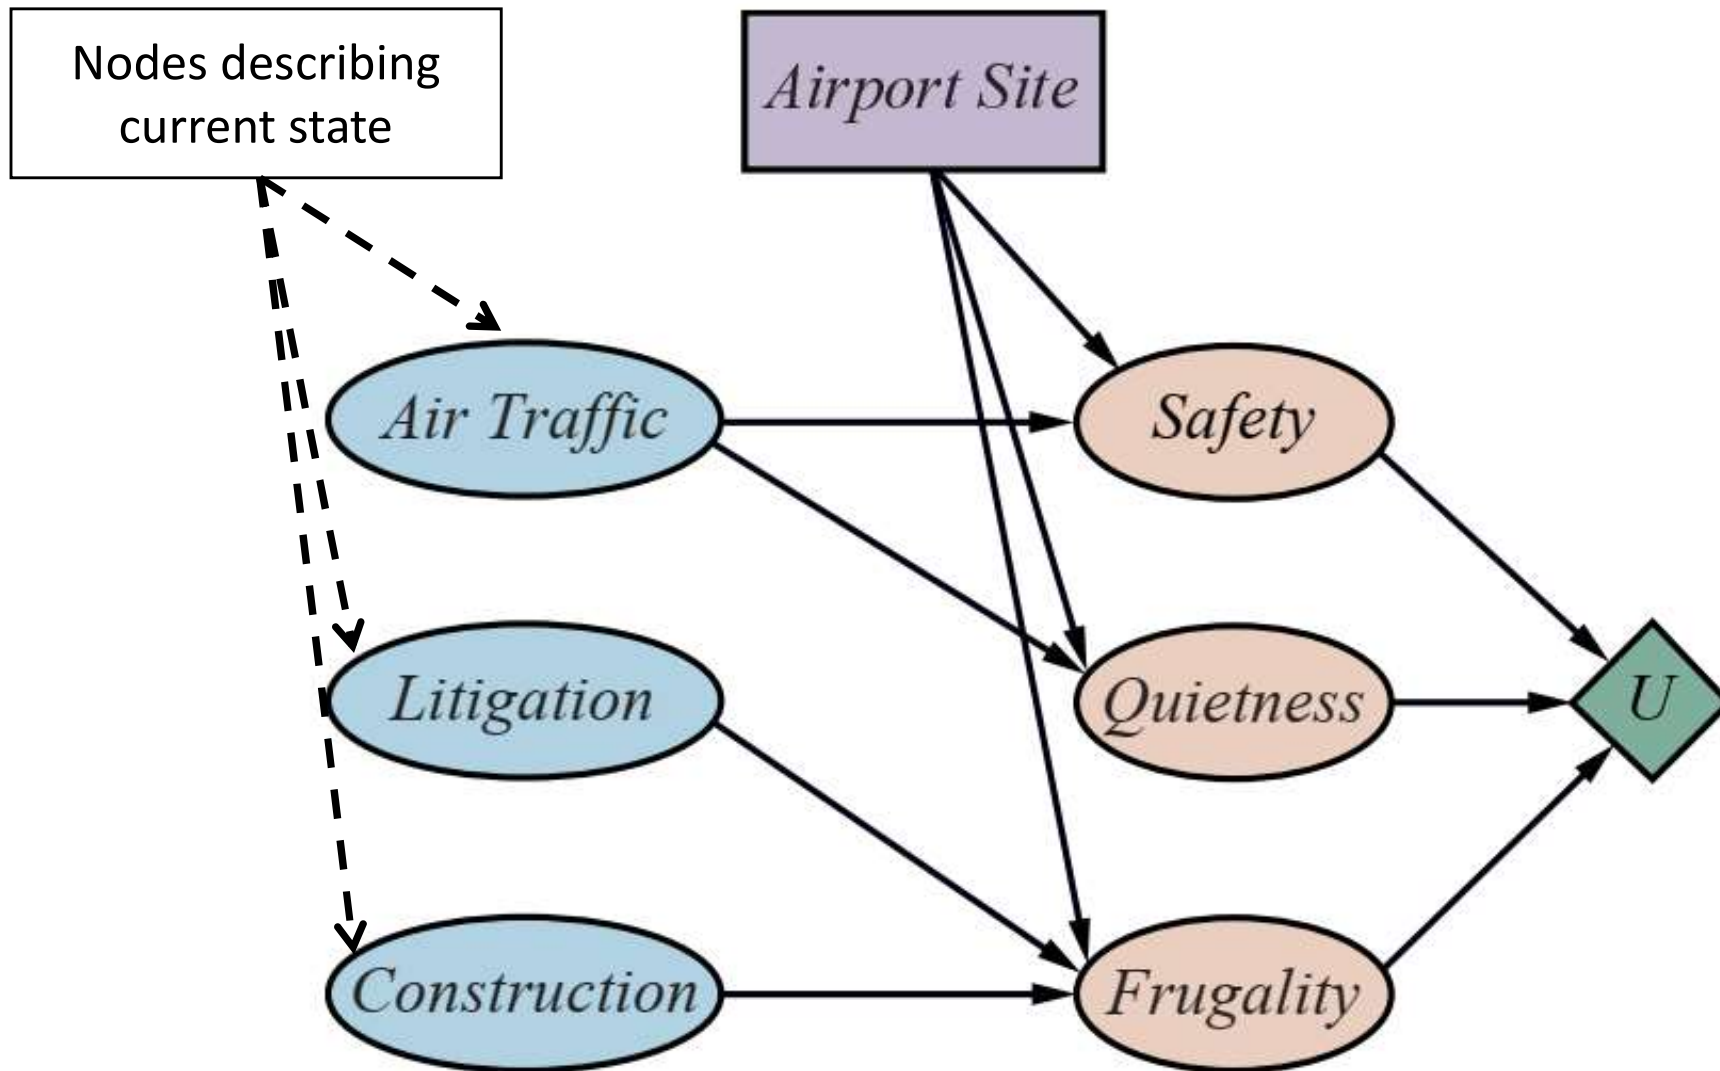 Nodes describing
current state
Airport Site
Air Traffic
Safety
Litigation
Quietness
U
Construction
Frugality